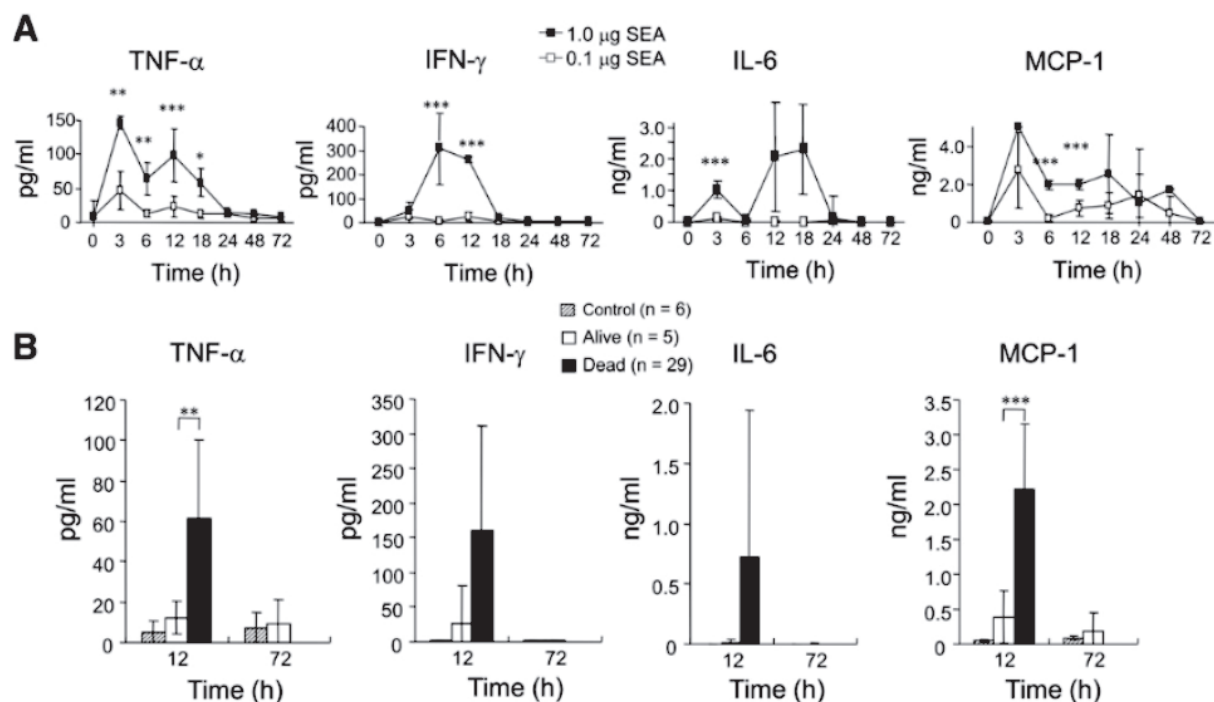 A
1.0 μg SEA
0.1 μg SEA
TNF-α
IFN-γ
IL-6
MCP-1
**
**
***
*
150
100
50
0
pg/ml
0 3 6 12 18 24 48 72
Time (h)
***
***
400
300
200
100
0
pg/ml
0 3 6 12 18 24 48 72
Time (h)
***
3.0
2.0
1.0
0
ng/ml
0 3 6 12 18 24 48 72
Time (h)
***
***
4.0
2.0
0
ng/ml
0 3 6 12 18 24 48 72
Time (h)
B
Control (n = 6)
Alive (n = 5)
Dead (n = 29)
TNF-α
IFN-γ
IL-6
MCP-1
**
120
100
80
60
40
20
0
pg/ml
12 72
Time (h)
350
300
250
200
150
100
50
0
pg/ml
12 72
Time (h)
2.0
1.5
1.0
0.5
0
ng/ml
12 72
Time (h)
***
3.5
3.0
2.5
2.0
1.5
1.0
0.5
0
ng/ml
12 72
Time (h)